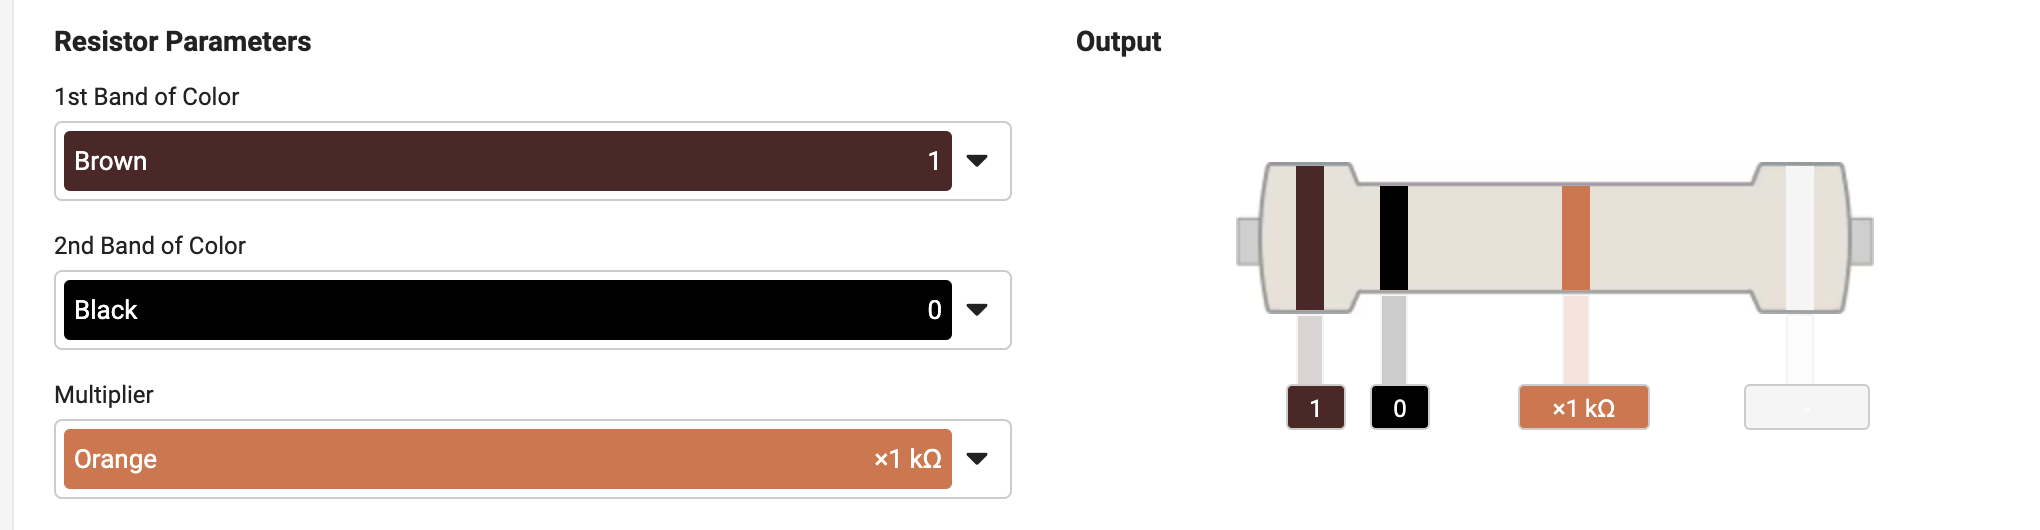 Resistor Parameters
1st Band of Color
Brown 1
2nd Band of Color
Black 0
Multiplier
Orange ×1 kΩ
Output
1 0 ×1 kΩ -